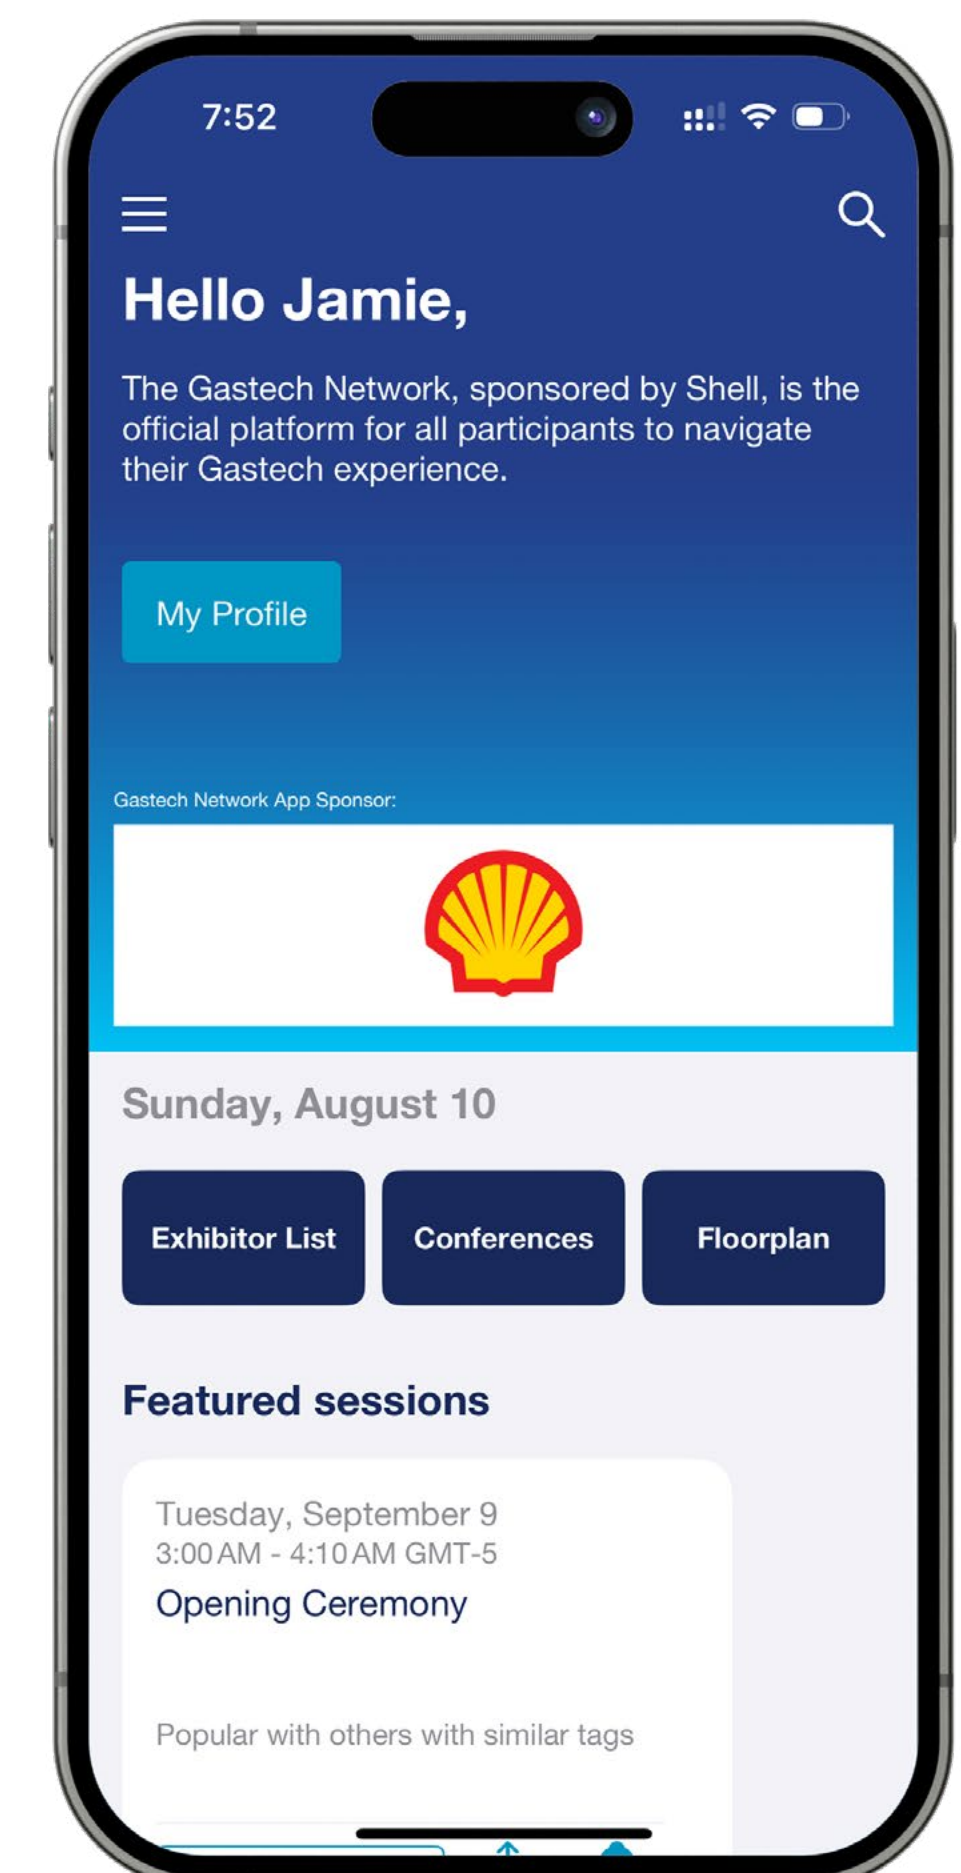 7:52
Hello Jamie,
The Gastech Network, sponsored by Shell, is the
official platform for all participants to navigate
their Gastech experience.
My Profile
Gastech Network App Sponsor:
Sunday, August 10
Exhibitor List Conferences Floorplan
Featured sessions
Tuesday, September 9
3:00 AM - 4:10 AM GMT-5
Opening Ceremony
Popular with others with similar tags